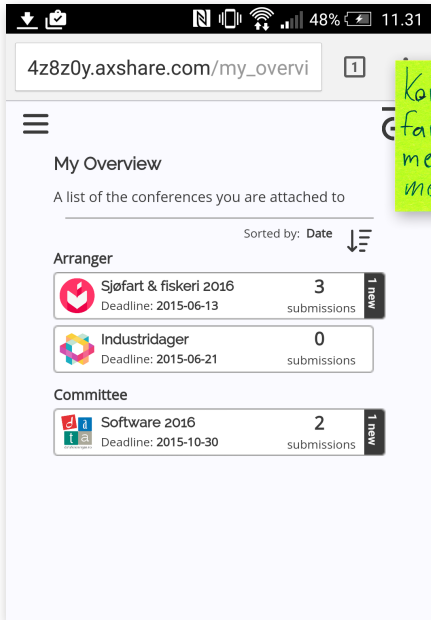 48% 11.31
4z8z0y.axshare.com/my_overvi 1
My Overview
A list of the conferences you are attached to
Sorted by: Date
Arranger
Sjøfart & fiskeri 2016 3 1 new
Deadline: 2015-06-13 submissions
Industridager 0
Deadline: 2015-06-21 submissions
Committee
Software 2016 2 1 new
Deadline: 2015-10-30 submissions
d d
t a